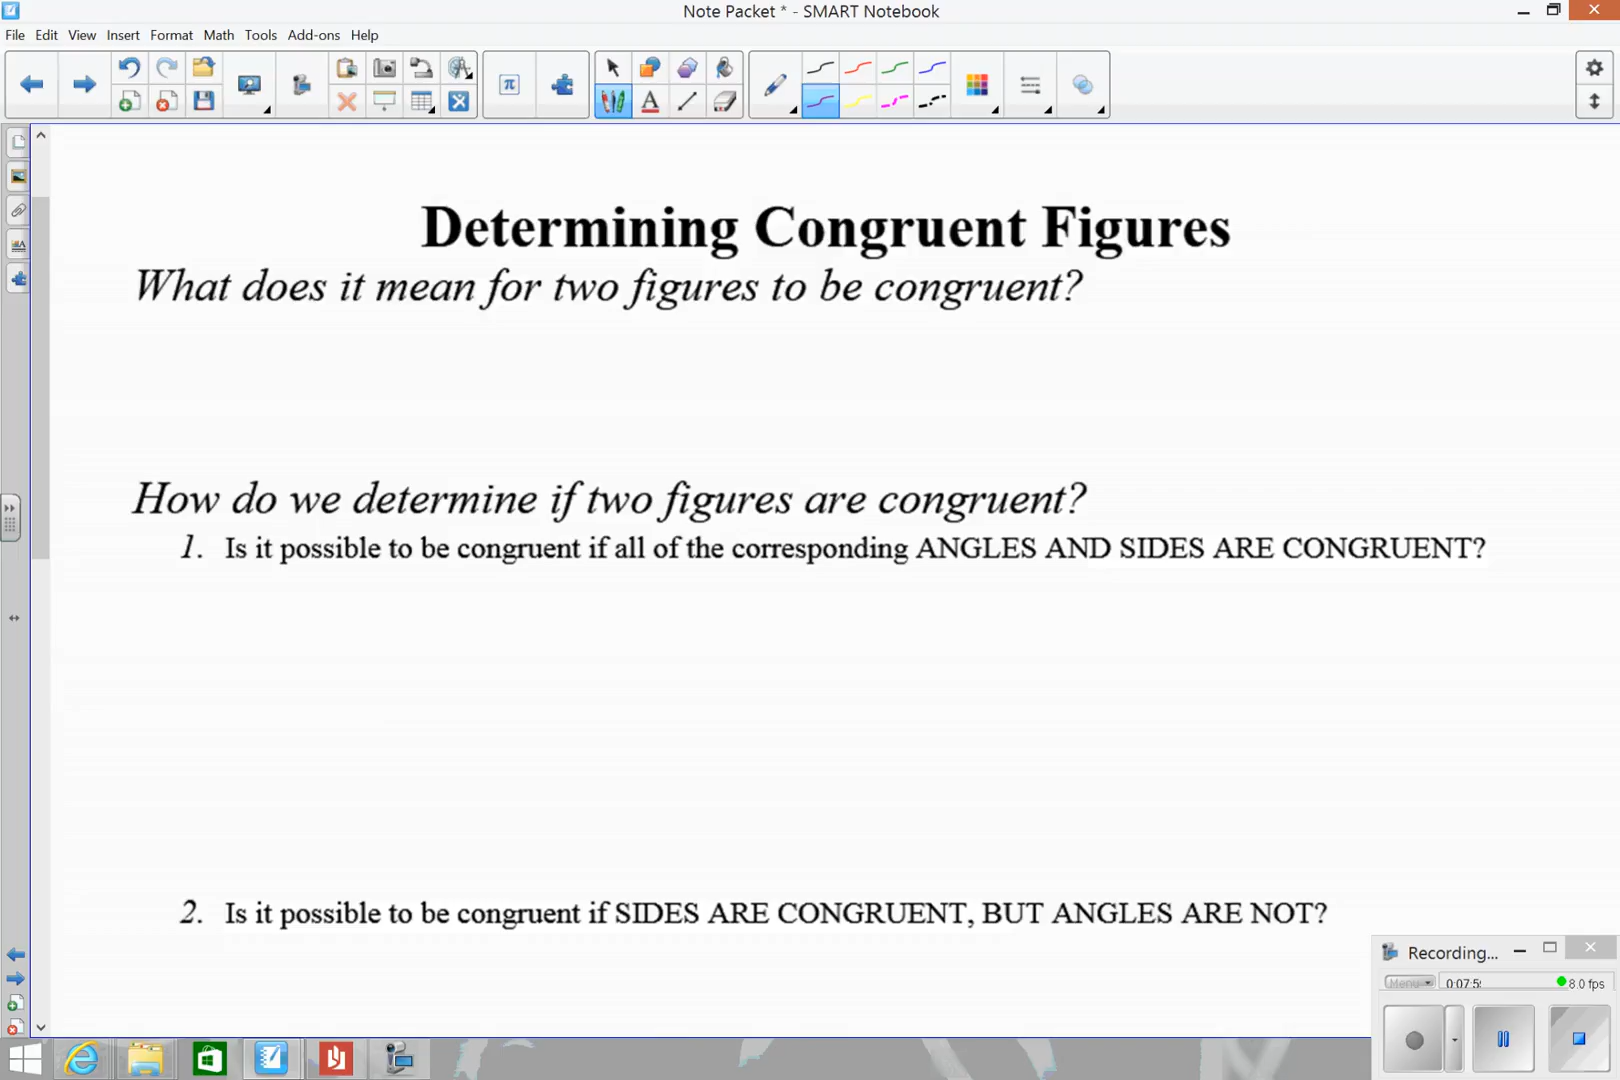 Note Packet * - SMART Notebook
File Edit View Insert Format Math Tools Add-ons Help
π
A
Determining Congruent Figures
What does it mean for two figures to be congruent?
How do we determine if two figures are congruent?
1. Is it possible to be congruent if all of the corresponding ANGLES AND SIDES ARE CONGRUENT?
2. Is it possible to be congruent if SIDES ARE CONGRUENT, BUT ANGLES ARE NOT?
Recording...
Menu
8.0 fps